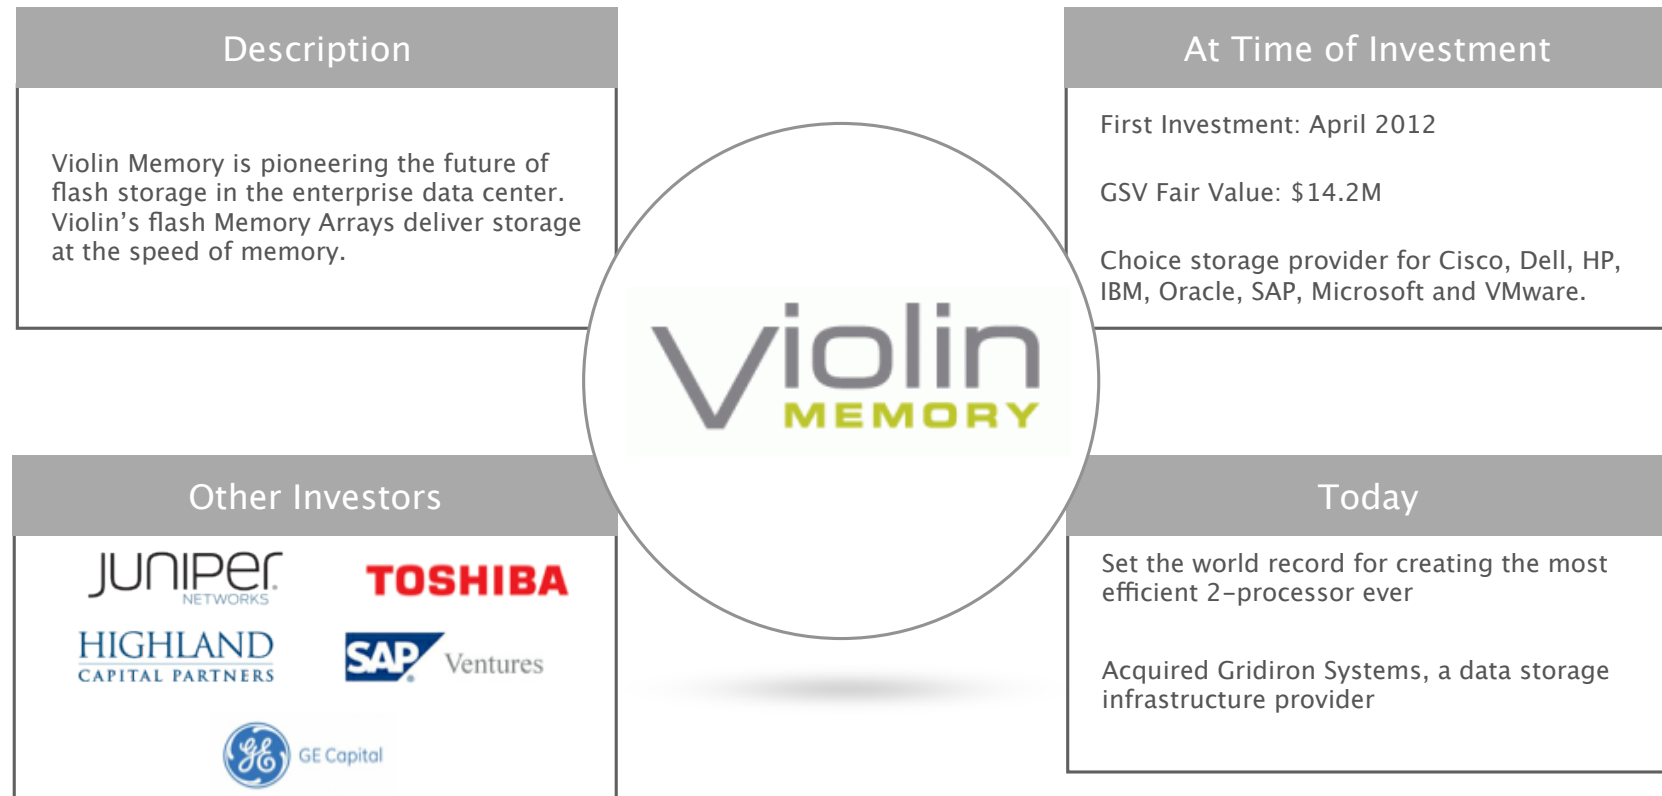 Description
Violin Memory is pioneering the future of
flash storage in the enterprise data center.
Violin’s flash Memory Arrays deliver storage
at the speed of memory.
At Time of Investment
First Investment: April 2012
GSV Fair Value: $14.2M
Choice storage provider for Cisco, Dell, HP,
IBM, Oracle, SAP, Microsoft and VMware.
Violin
MEMORY
Other Investors
JUNIPEr
NETWORKS
TOSHIBA
HIGHLAND
CAPITAL PARTNERS
SAP Ventures
GE GE Capital
Today
Set the world record for creating the most
efficient 2-processor ever
Acquired Gridiron Systems, a data storage
infrastructure provider